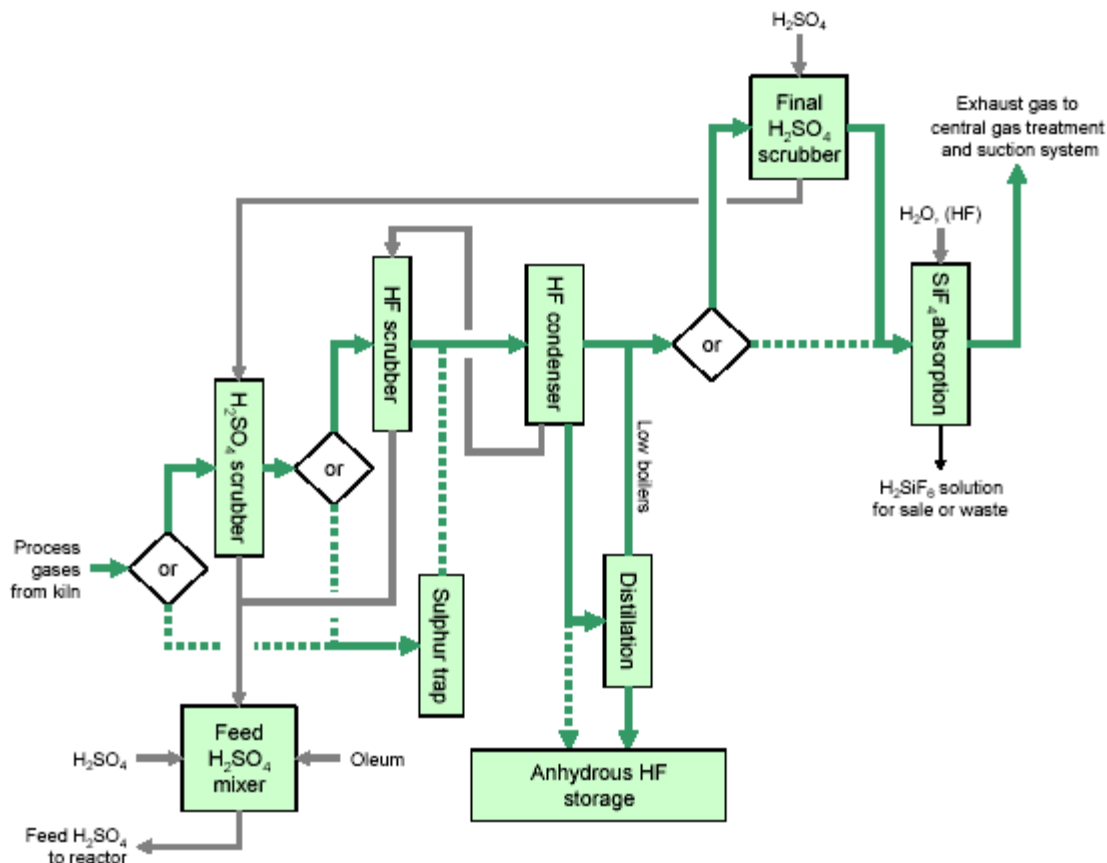 H₂SO₄
Final
H₂SO₄
scrubber
Exhaust gas to
central gas treatment
and suction system
H₂O, (HF)
SiF₄ absorption
HF scrubber
HF condenser
or
H₂SO₄ scrubber
or
Low boilers
H₂SiF₆ solution
for sale or waste
Process
gases
from kiln
or
Sulphur trap
Distillation
Feed
H₂SO₄
mixer
H₂SO₄
Oleum
Anhydrous HF
storage
Feed H₂SO₄
to reactor